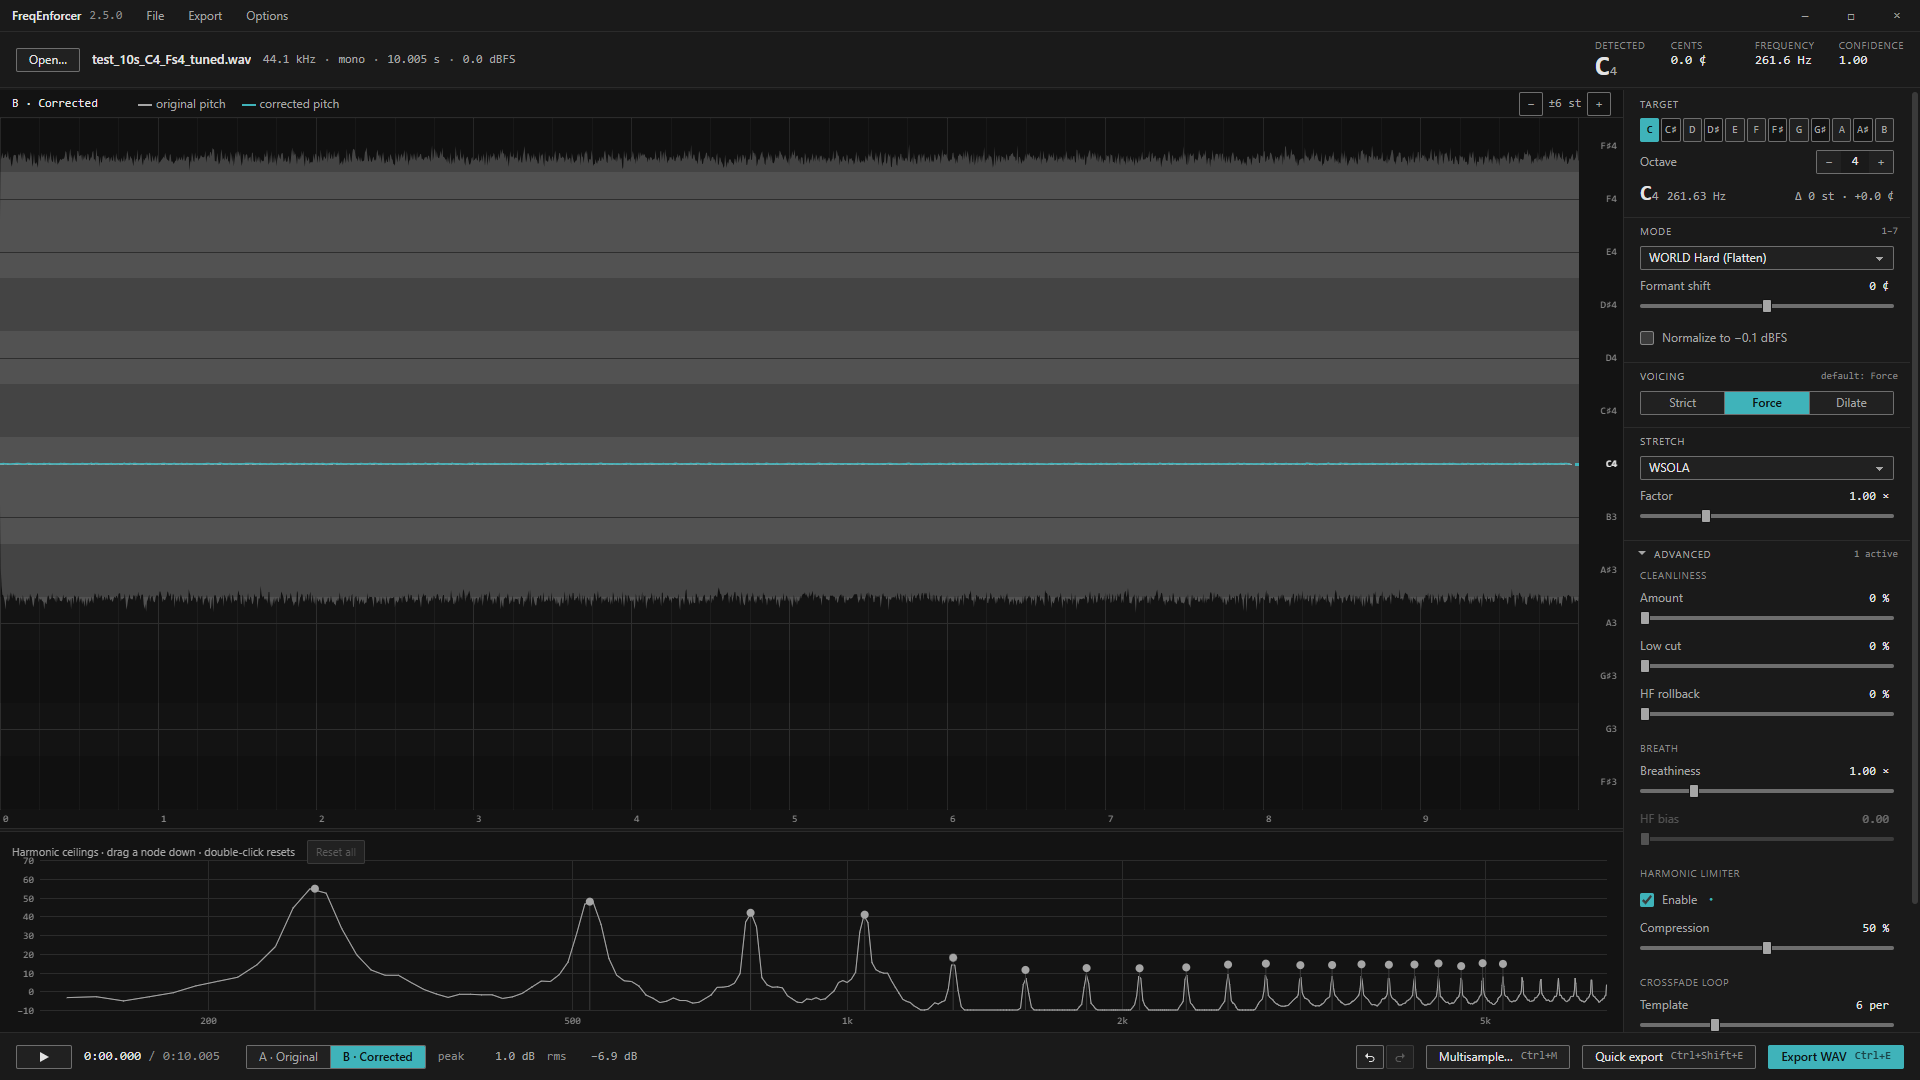 FreqEnforcer 2.5.0 File Export Options
Open... test_10s_C4_Fs4_tuned.wav 44.1 kHz · mono · 10.005 s · 0.0 dBFS
DETECTED CENTS FREQUENCY CONFIDENCE
C4 0.0 ¢ 261.6 Hz 1.00
B · Corrected original pitch corrected pitch − ±6 st +
F♯4
F4
E4
D♯4
D4
C♯4
C4
B3
A♯3
A3
G♯3
G3
F♯3
0 1 2 3 4 5 6 7 8 9
Harmonic ceilings · drag a node down · double-click resets Reset all
70
60
50
40
30
20
10
0
−10
200 500 1k 2k 5k
TARGET
C C♯ D D♯ E F F♯ G G♯ A A♯ B
Octave − 4 +
C4 261.63 Hz Δ 0 st · +0.0 ¢
MODE 1–7
WORLD Hard (Flatten)
Formant shift 0 ¢
Normalize to −0.1 dBFS
VOICING default: Force
Strict Force Dilate
STRETCH
WSOLA
Factor 1.00 ×
ADVANCED 1 active
CLEANLINESS
Amount 0 %
Low cut 0 %
HF rollback 0 %
BREATH
Breathiness 1.00 ×
HF bias 0.00
HARMONIC LIMITER
Enable •
Compression 50 %
CROSSFADE LOOP
Template 6 per
0:00.000 / 0:10.005 A · Original B · Corrected peak 1.0 dB rms −6.9 dB
Multisample... Ctrl+M Quick export Ctrl+Shift+E Export WAV Ctrl+E